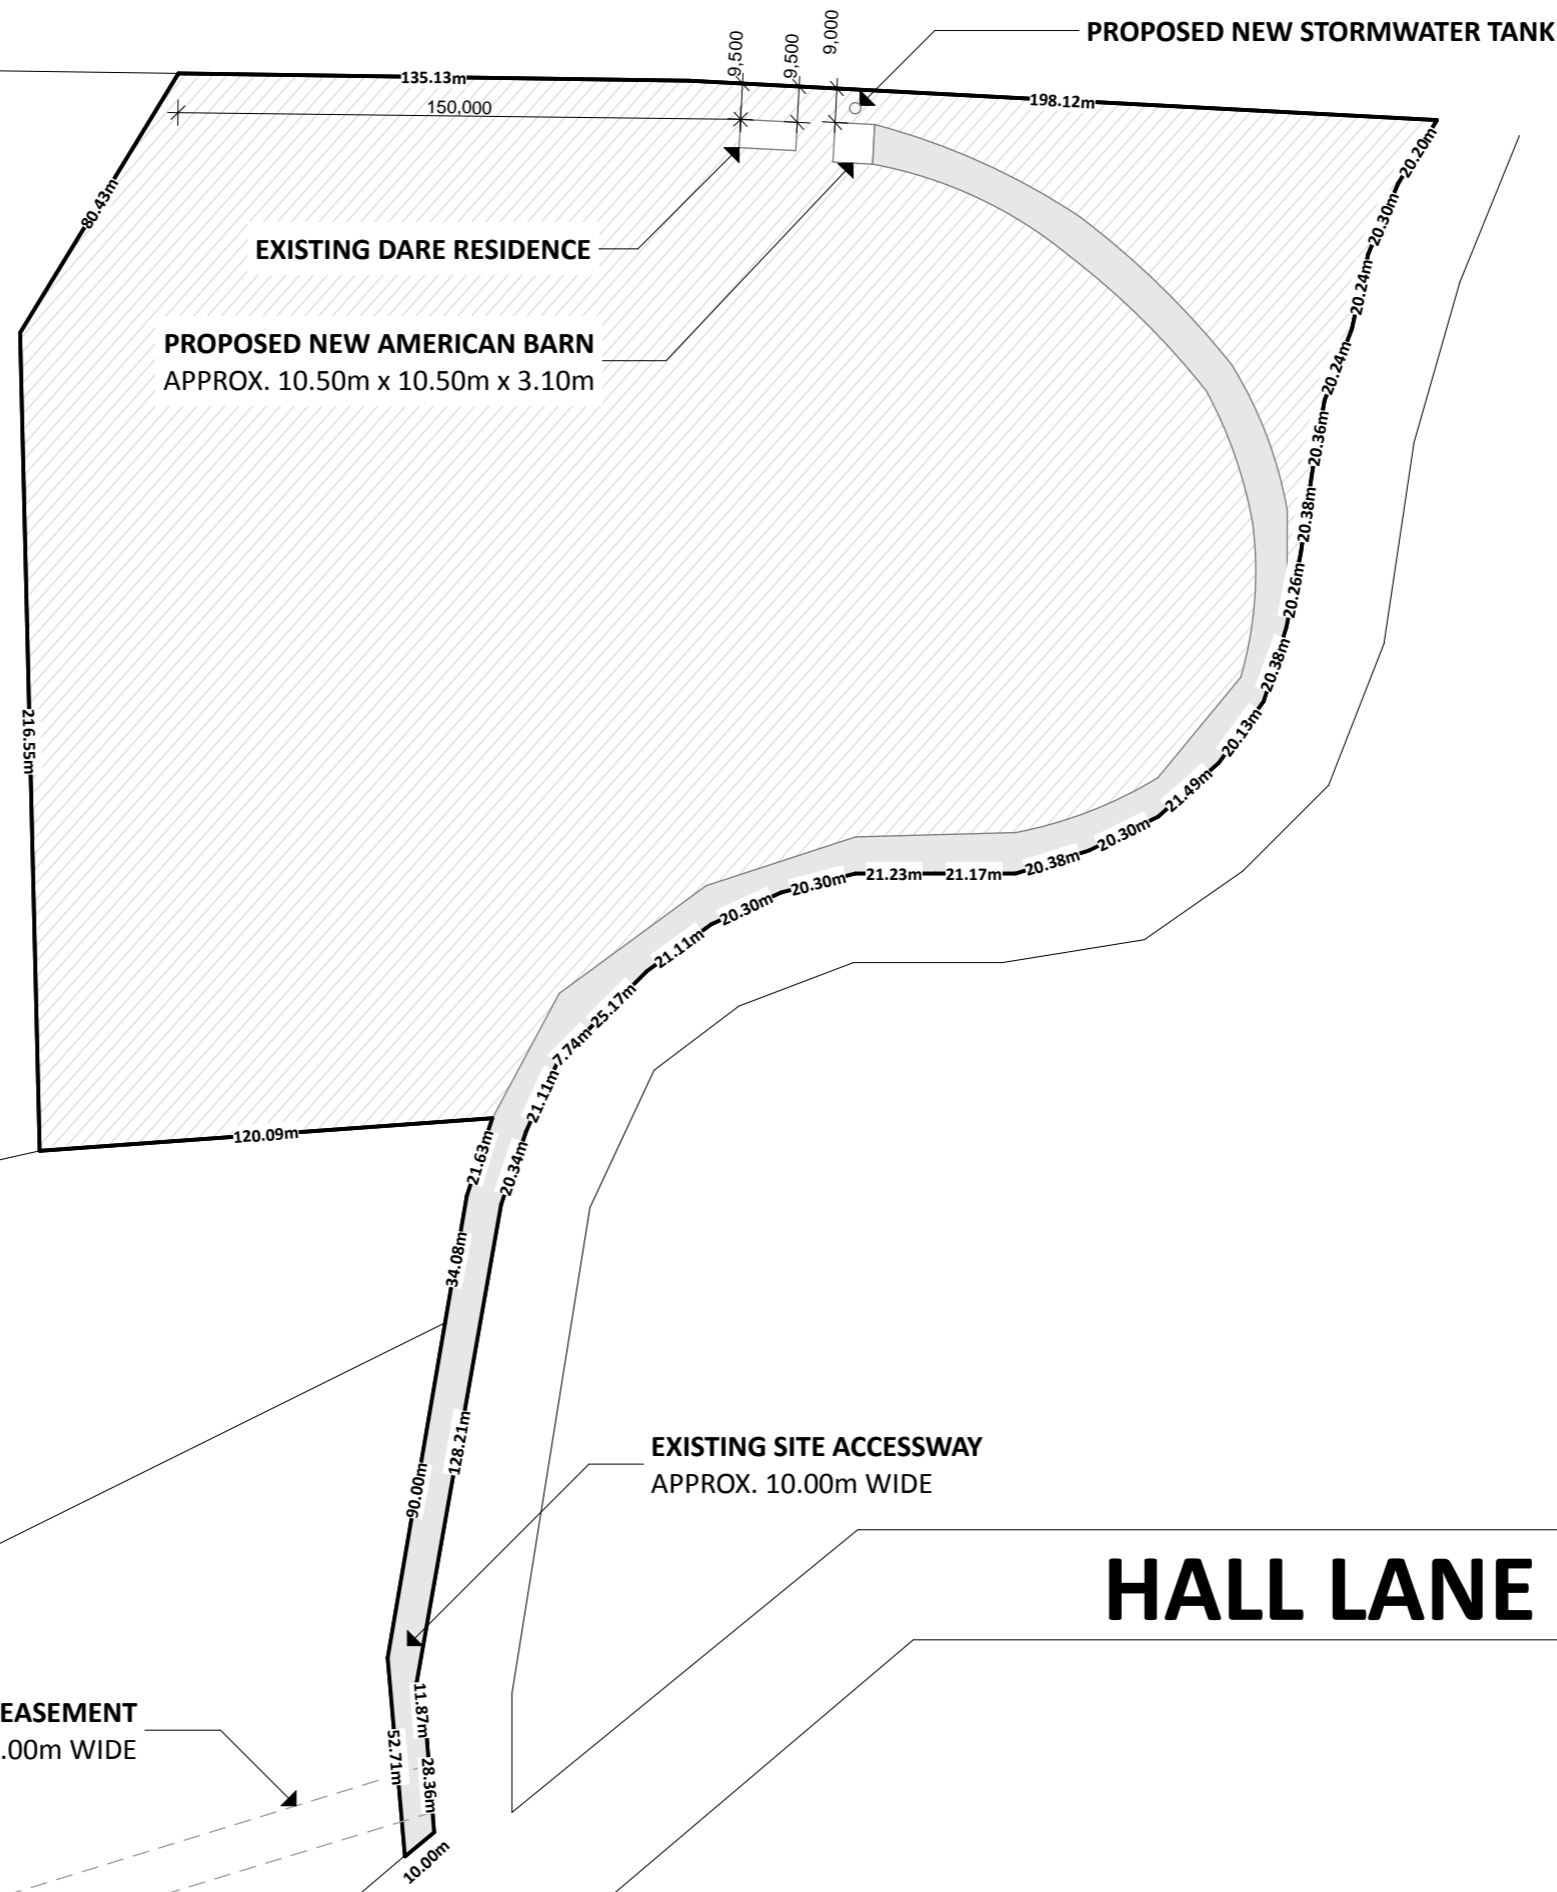 PROPOSED NEW STORMWATER TANK
9,500
9,500
9,000
135.13m
198.12m
150,000
80.43m
20.20m
20.30m
EXISTING DARE RESIDENCE
20.24m
PROPOSED NEW AMERICAN BARN
APPROX. 10.50m x 10.50m x 3.10m
20.24m
20.36m
20.38m
20.26m
20.38m
20.13m
216.55m
21.49m
20.30m
20.38m
21.17m
21.23m
20.30m
20.30m
21.11m
25.17m
7.74m
21.11m
120.09m
21.63m
20.34m
34.08m
128.21m
90.00m
EXISTING SITE ACCESSWAY
APPROX. 10.00m WIDE
HALL LANE
EASEMENT
.00m WIDE
11.87m
52.71m
28.36m
10.00m